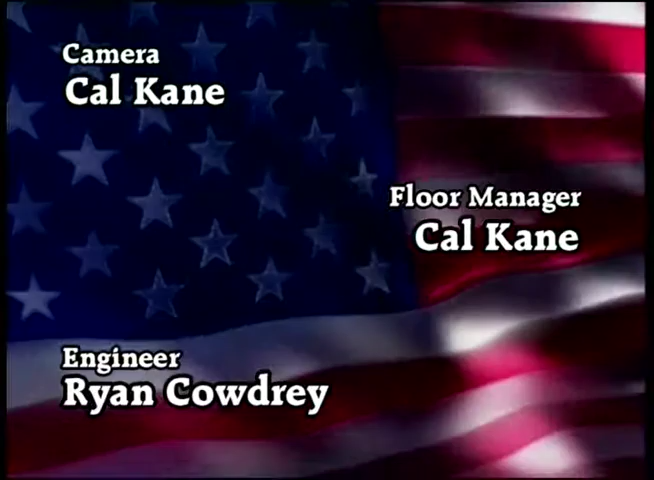 Camera
Cal Kane
Floor Manager
Cal Kane
Engineer
Ryan Cowdrey